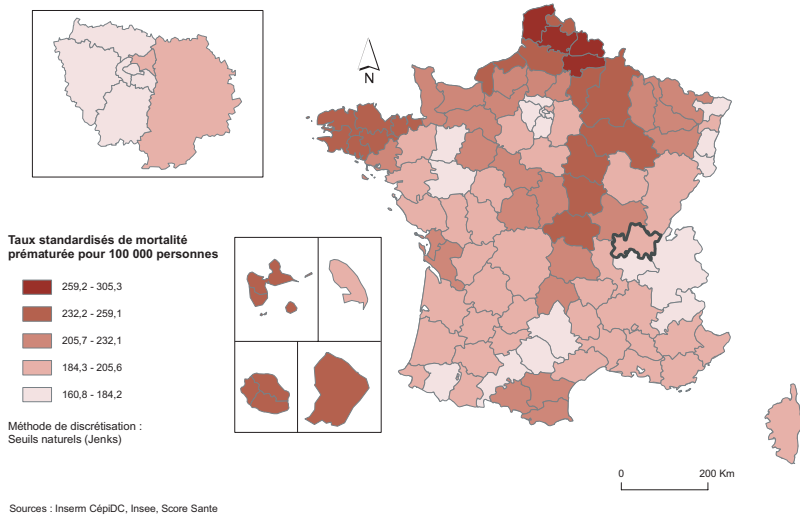 N
Taux standardisés de mortalité
prématurée pour 100 000 personnes
259,2 - 305,3
232,2 - 259,1
205,7 - 232,1
184,3 - 205,6
160,8 - 184,2
Méthode de discrétisation :
Seuils naturels (Jenks)
0 200 Km
Sources : Inserm CépiDC, Insee, Score Sante